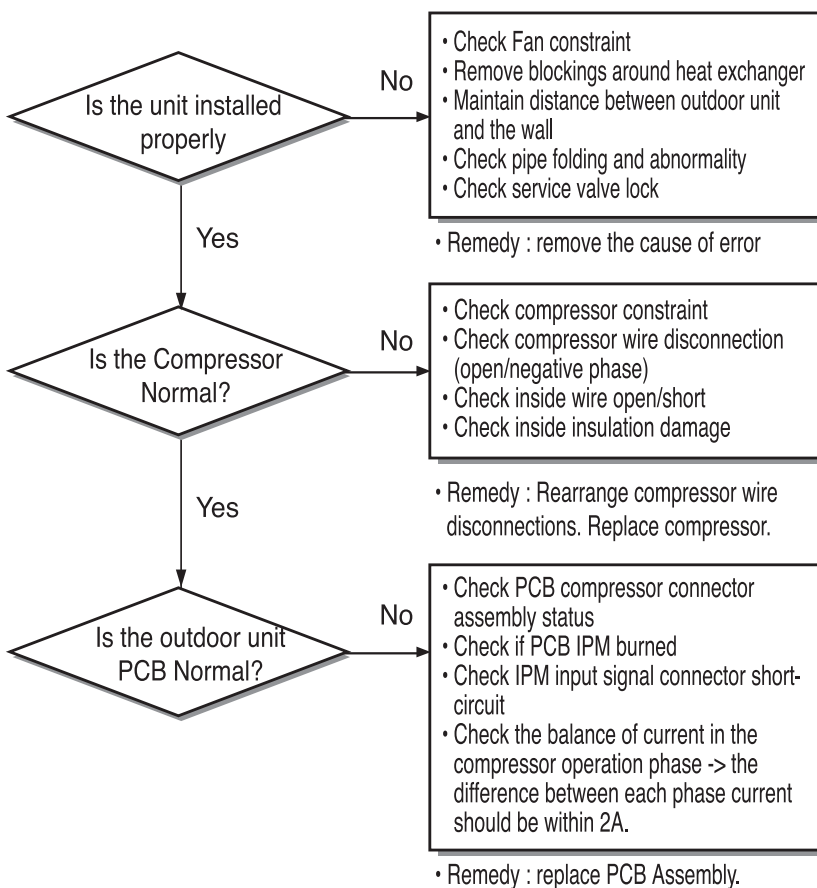 Is the unit installed
properly
No
• Check Fan constraint
• Remove blockings around heat exchanger
• Maintain distance between outdoor unit
and the wall
• Check pipe folding and abnormality
• Check service valve lock
• Remedy : remove the cause of error
Yes
Is the Compressor
Normal?
No
• Check compressor constraint
• Check compressor wire disconnection
(open/negative phase)
• Check inside wire open/short
• Check inside insulation damage
• Remedy : Rearrange compressor wire
disconnections. Replace compressor.
Yes
Is the outdoor unit
PCB Normal?
No
• Check PCB compressor connector
assembly status
• Check if PCB IPM burned
• Check IPM input signal connector short-
circuit
• Check the balance of current in the
compressor operation phase -> the
difference between each phase current
should be within 2A.
• Remedy : replace PCB Assembly.